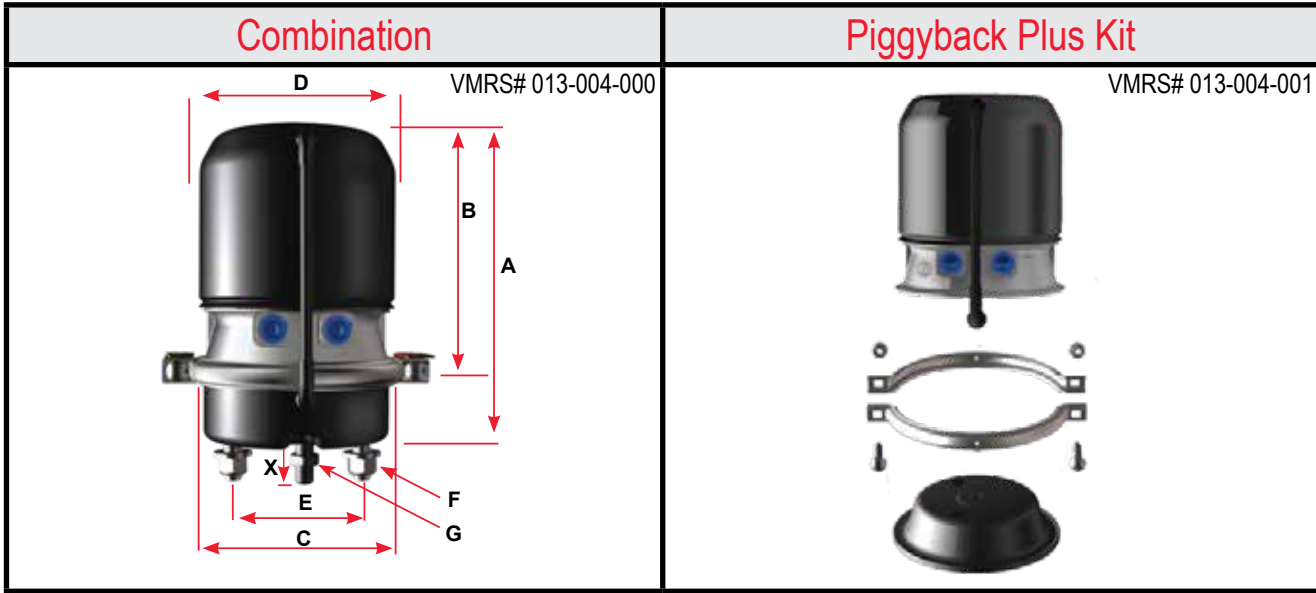 Combination
Piggyback Plus Kit
VMRS# 013-004-000
VMRS# 013-004-001
D
B
A
X
E
F
C
G